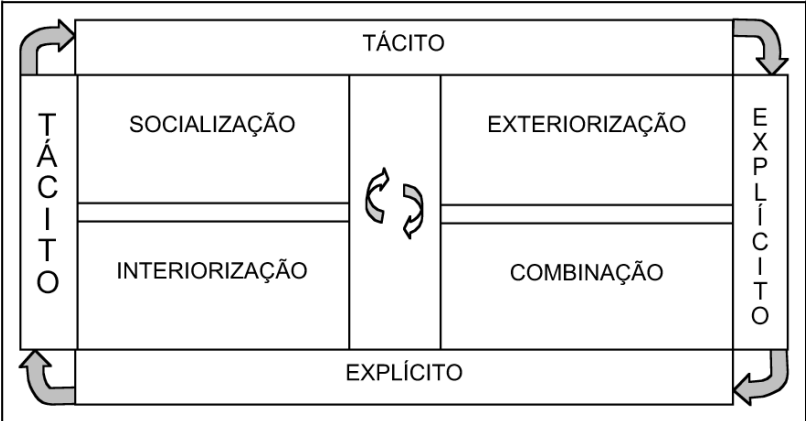 TÁCITO
TÁCITO
SOCIALIZAÇÃO
EXTERIORIZAÇÃO
EXPLÍCITO
INTERIORIZAÇÃO
COMBINAÇÃO
EXPLÍCITO